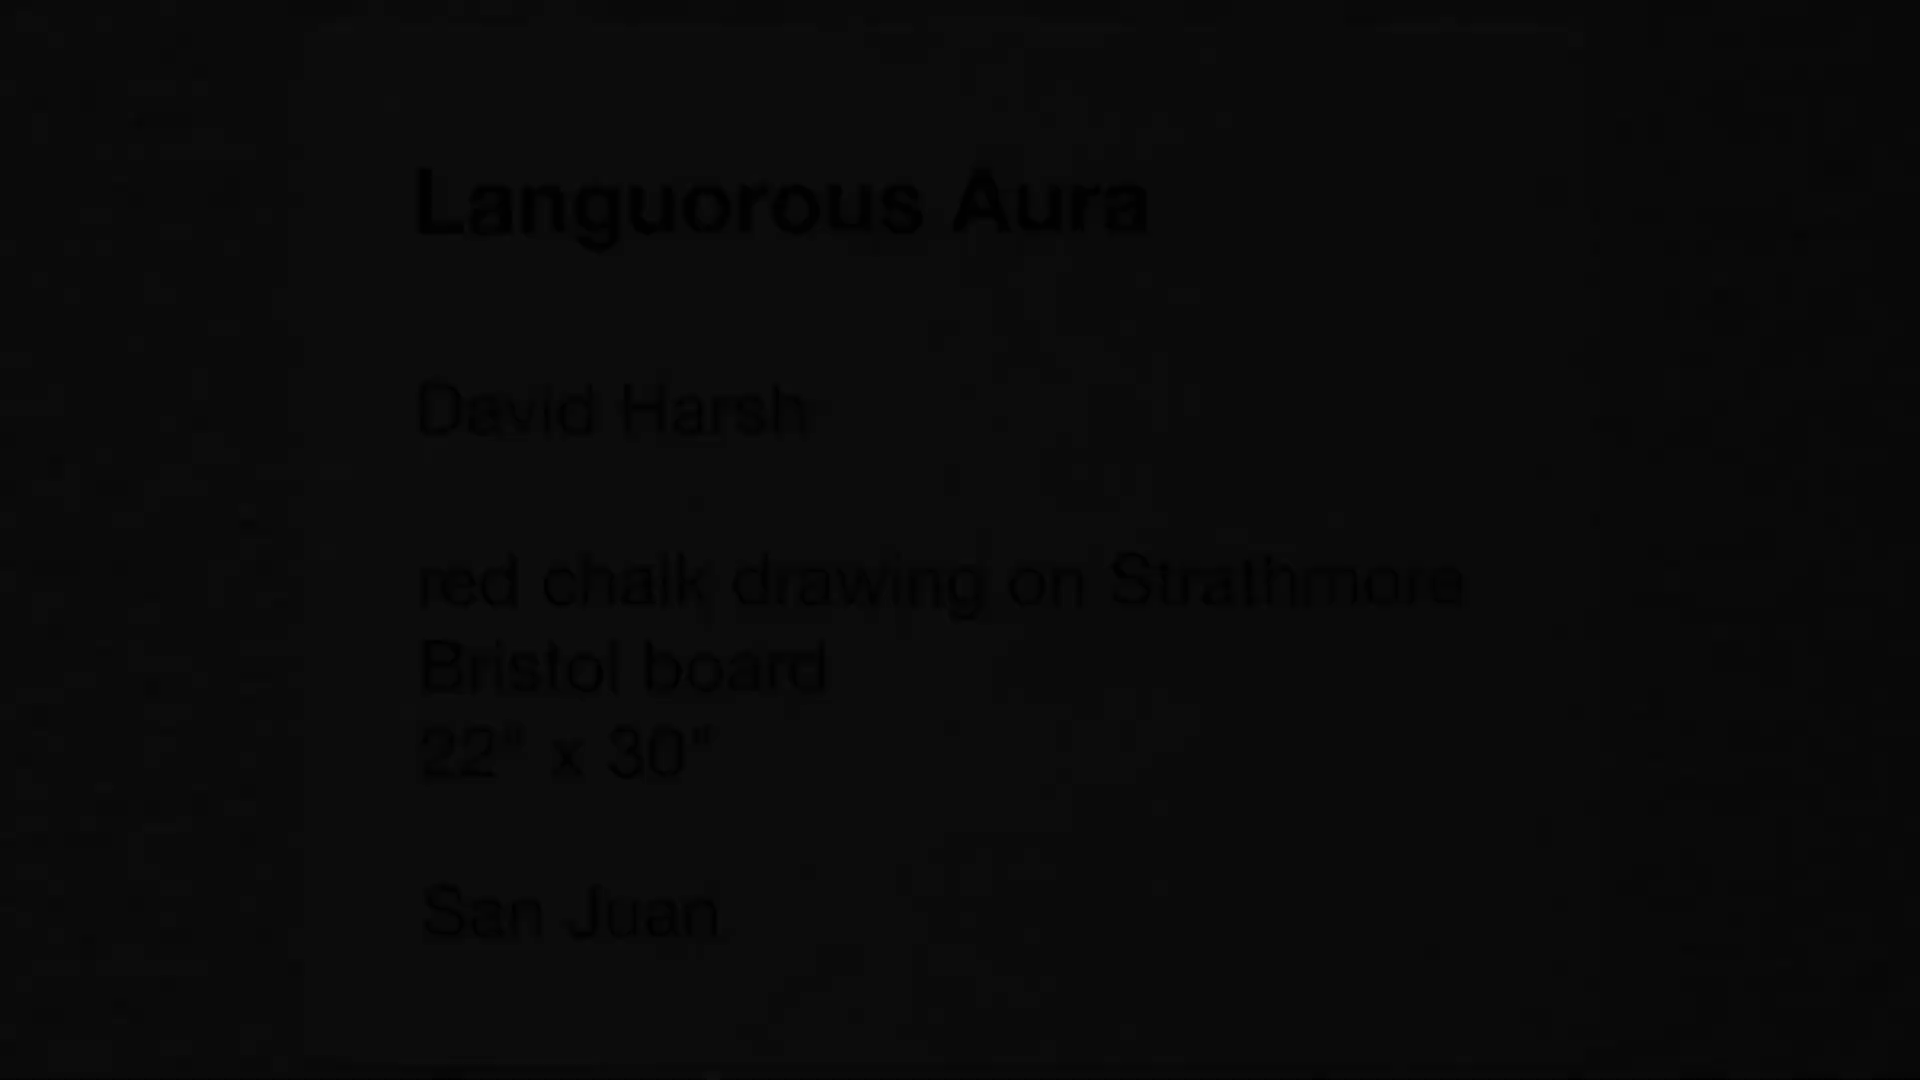 Languorous Aura
David Harsh
red chalk drawing on Strathmore
Bristol board
22" x 30"
San Juan